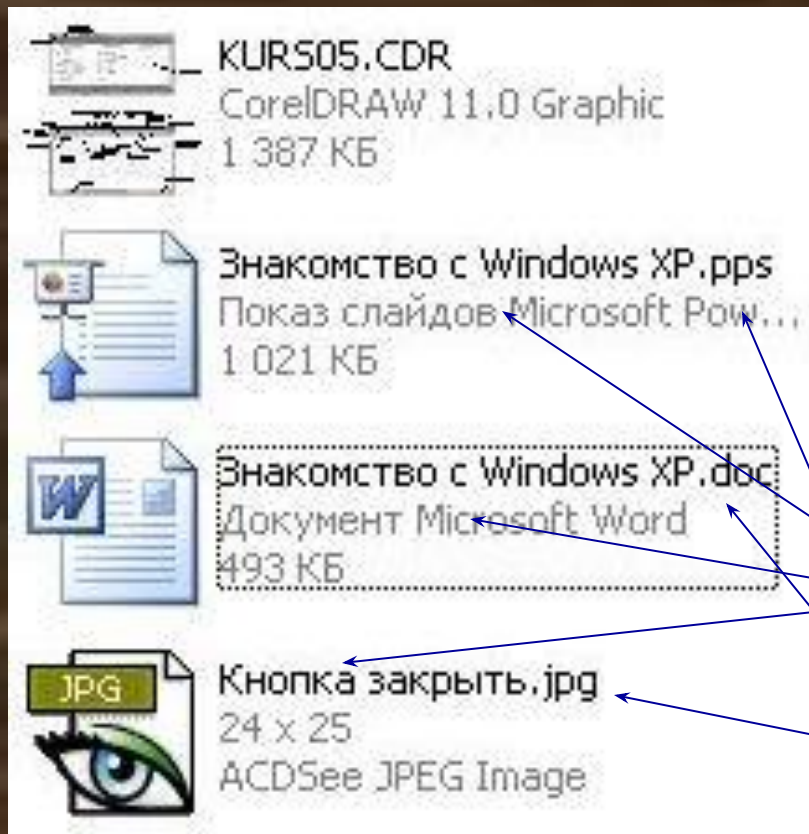 KURS05.CDR
CorelDRAW 11.0 Graphic
1 387 КБ
Знакомство с Windows XP.pps
Показ слайдов Microsoft Pow...
1 021 КБ
W
Знакомство с Windows XP.doc
Документ Microsoft Word
493 КБ
JPG
Кнопка закрыть.jpg
24 x 25
ACDSee JPEG Image